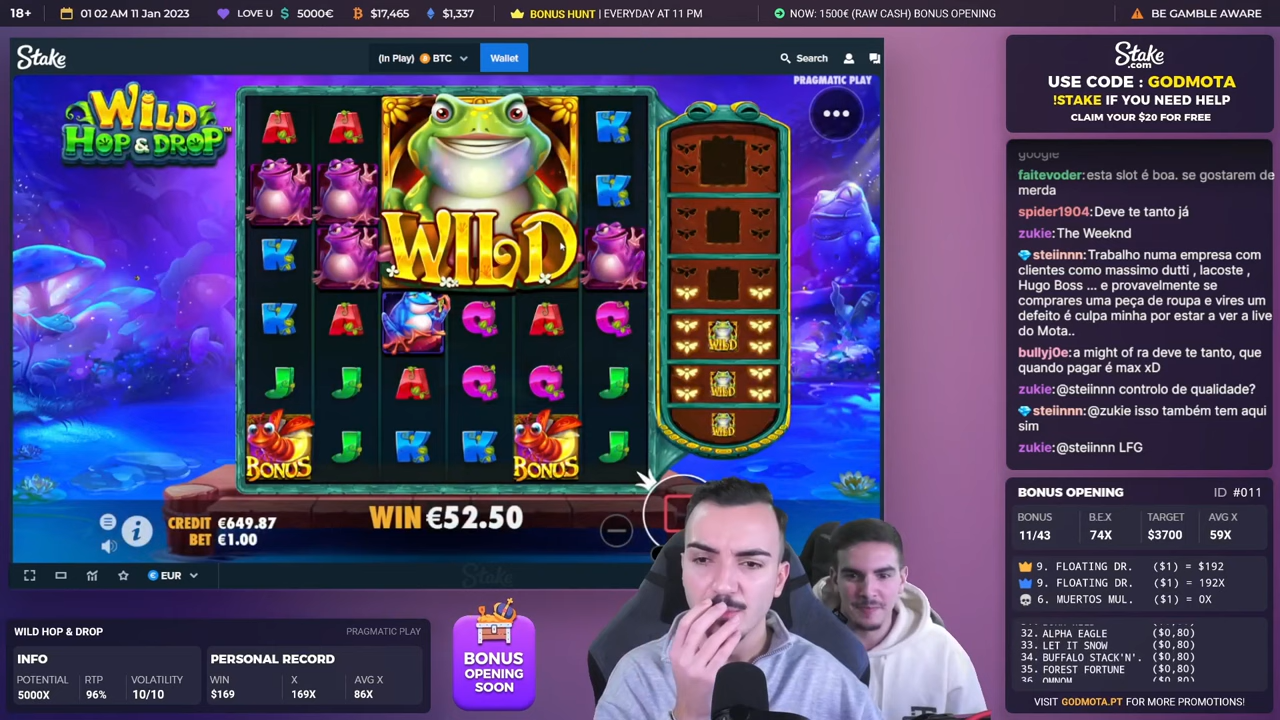 18+
01 02 AM 11 Jan 2023
LOVE U $ 5000€
$17,465
$1,337
BONUS HUNT | EVERYDAY AT 11 PM
NOW: 1500€ (RAW CASH) BONUS OPENING
BE GAMBLE AWARE
Stake
(In Play) BTC
Wallet
Search
PRAGMATIC PLAY
WILD
HOP & DROP™
WILD
WILD
WILD
WILD
BONUS
BONUS
CREDIT €649.87
BET €1.00
WIN €52.50
EUR
Stake
Stake
.com
USE CODE : GODMOTA
!STAKE IF YOU NEED HELP
CLAIM YOUR $20 FOR FREE
google
faitevoder:esta slot é boa. se gostarem de
merda
spider1904:Deve te tanto já
zukie:The Weeknd
steiinnn:Trabalho numa empresa com
clientes como massimo dutti , lacoste ,
Hugo Boss ... e provavelmente se
comprares uma peça de roupa e vires um
defeito é culpa minha por estar a ver a live
do Mota..
bullyj0e:a might of ra deve te tanto, que
quando pagar é max xD
zukie:@steiinnn controlo de qualidade?
steiinnn:@zukie isso também tem aqui
sim
zukie:@steiinnn LFG
BONUS OPENING
ID #011
BONUS B.E.X TARGET AVG X
11/43 74X $3700 59X
9. FLOATING DR. ($1) = $192
9. FLOATING DR. ($1) = 192X
6. MUERTOS MUL. ($1) = 0X
32. ALPHA EAGLE ($0,80)
33. LET IT SNOW ($0,80)
34. BUFFALO STACK'N'. ($0,80)
35. FOREST FORTUNE ($0,80)
VISIT GODMOTA.PT FOR MORE PROMOTIONS!
WILD HOP & DROP
PRAGMATIC PLAY
INFO
POTENTIAL RTP VOLATILITY
5000X 96% 10/10
PERSONAL RECORD
WIN X AVG X
$169 169X 86X
BONUS
OPENING
SOON